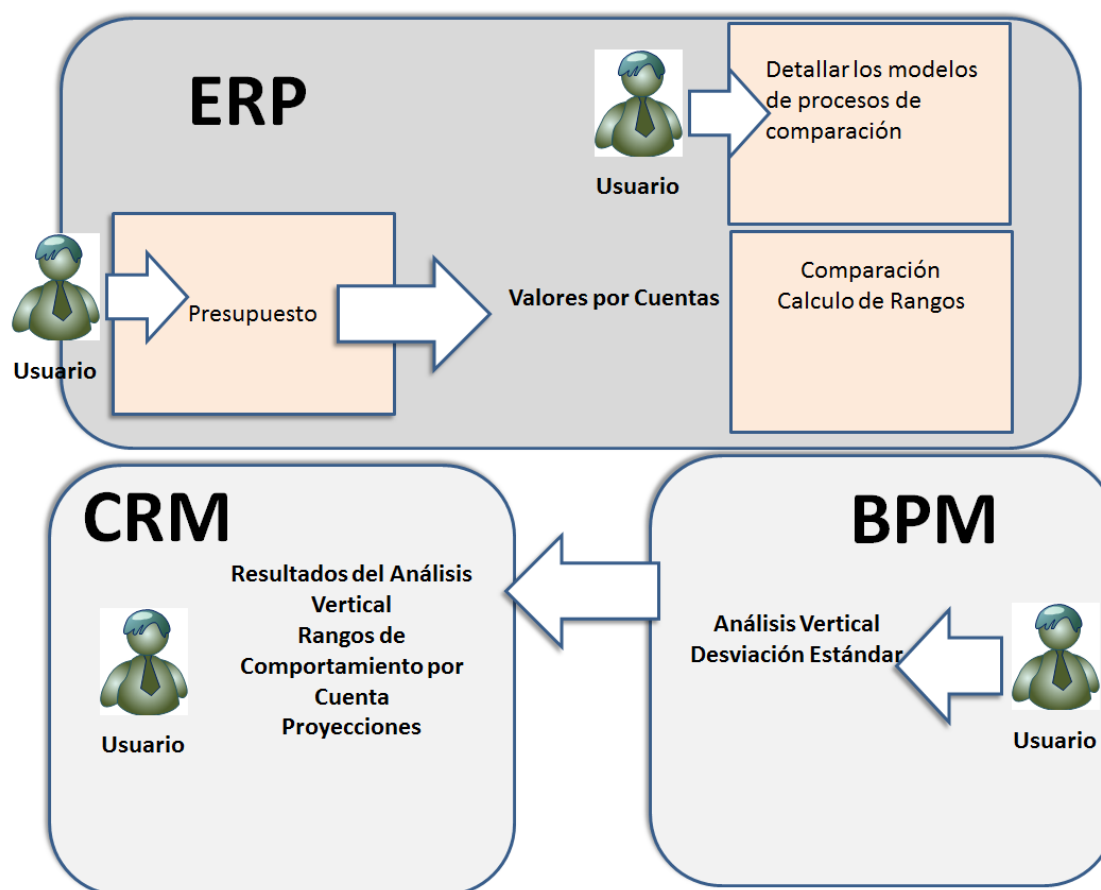 ERP
Usuario
Detallar los modelos
de procesos de
comparación
Usuario
Presupuesto
Valores por Cuentas
Comparación
Calculo de Rangos
CRM
Usuario
Resultados del Análisis
Vertical
Rangos de
Comportamiento por
Cuenta
Proyecciones
BPM
Análisis Vertical
Desviación Estándar
Usuario